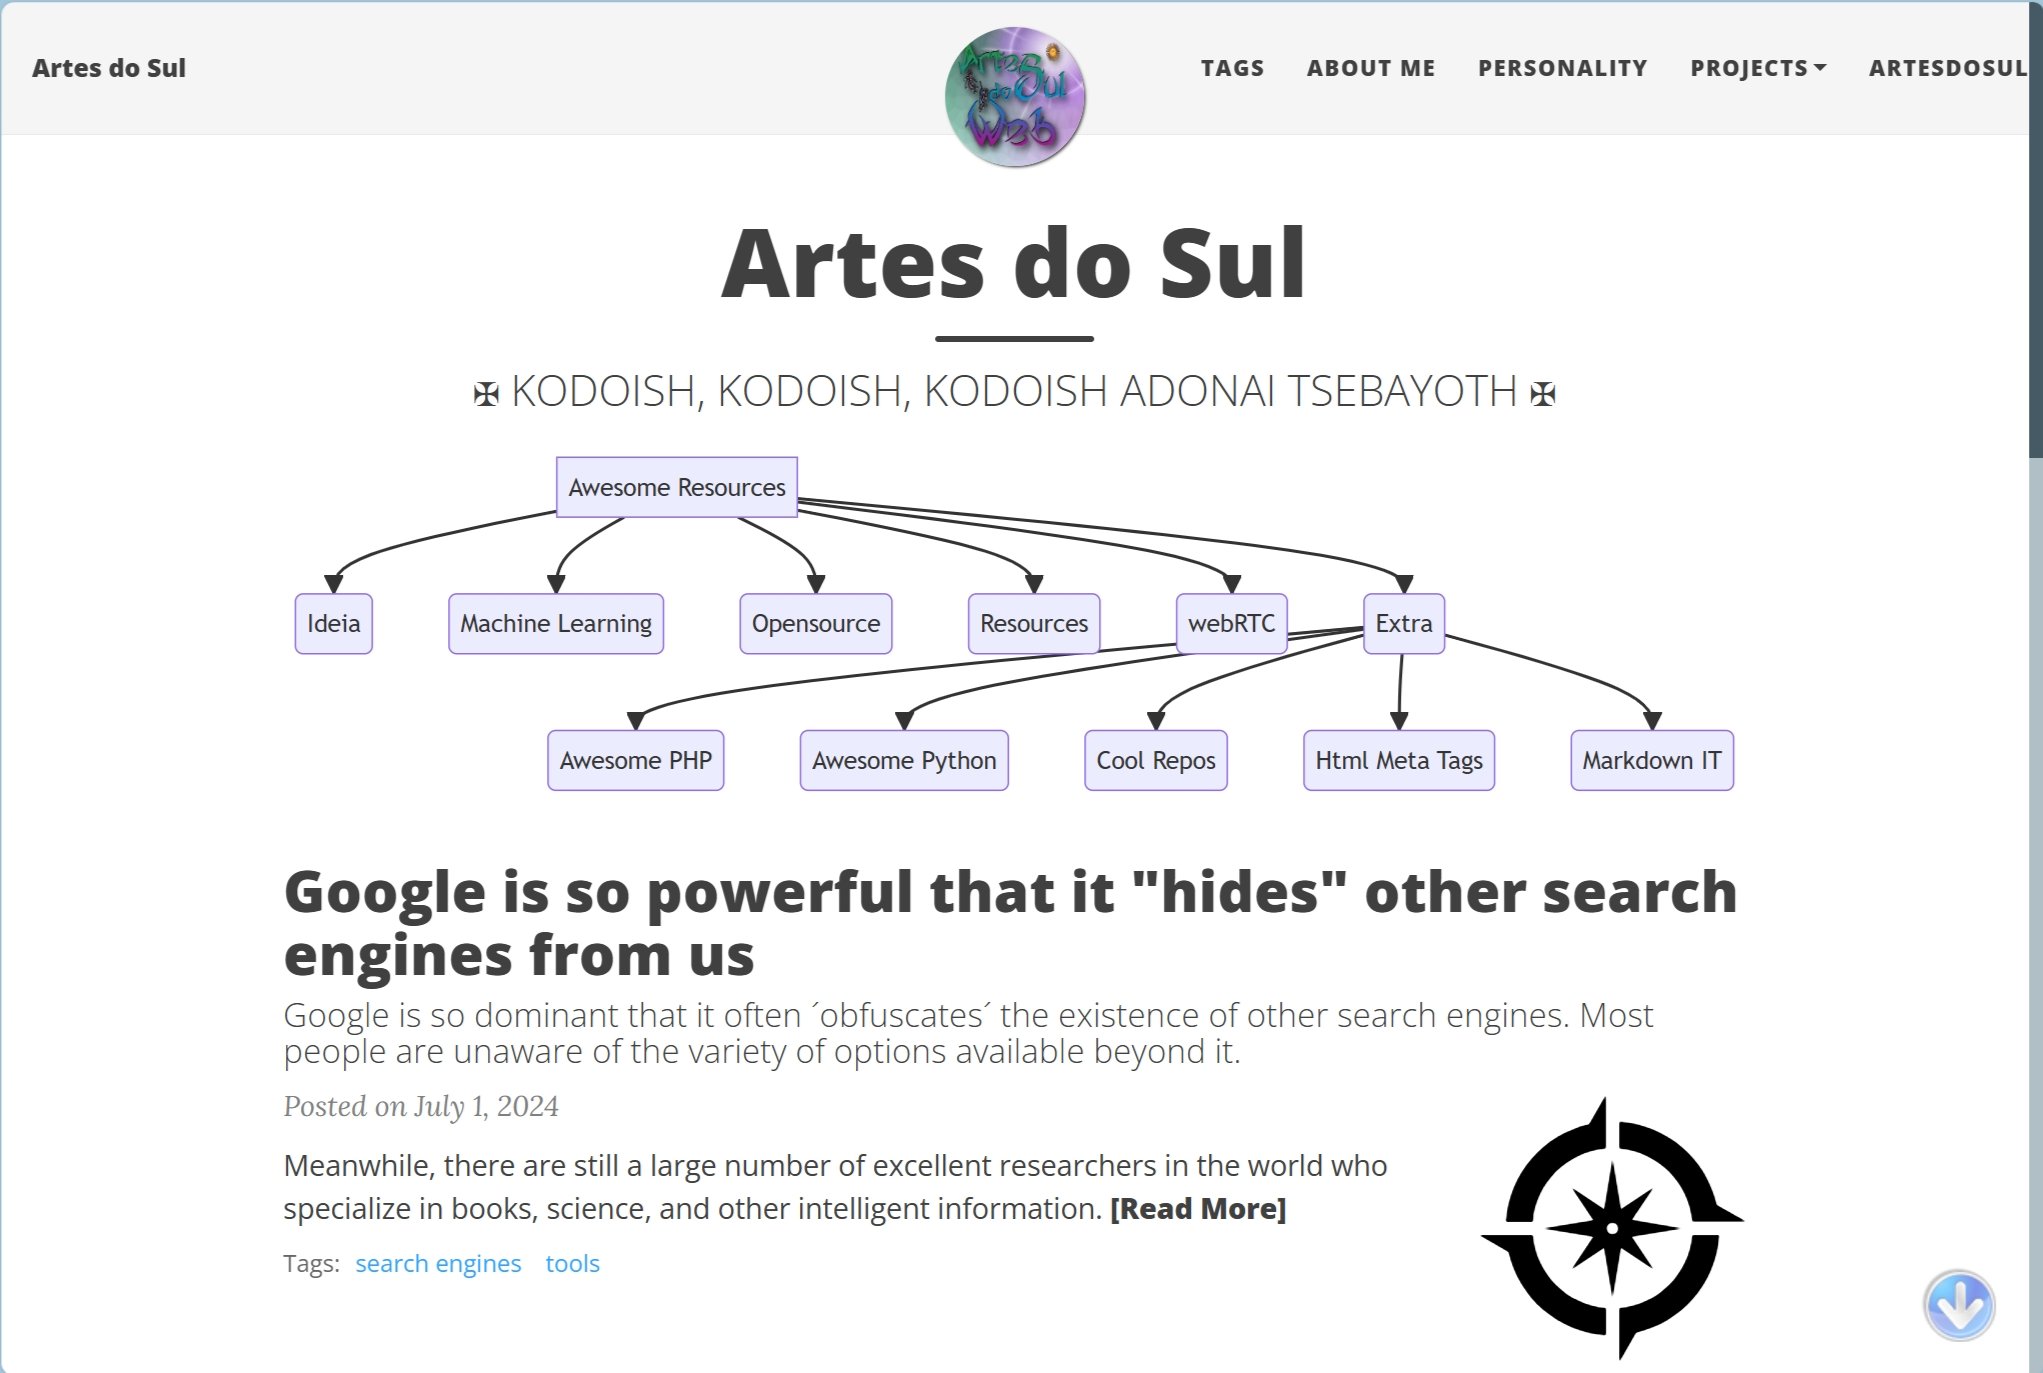 Artes do Sul
Artes do Sul Web
TAGS ABOUT ME PERSONALITY PROJECTS ARTESDOSUL
Artes do Sul
✠ KODOISH, KODOISH, KODOISH ADONAI TSEBAYOTH ✠
Awesome Resources
Ideia Machine Learning Opensource Resources webRTC Extra
Awesome PHP Awesome Python Cool Repos Html Meta Tags Markdown IT
Google is so powerful that it "hides" other search
engines from us
Google is so dominant that it often ´obfuscates´ the existence of other search engines. Most
people are unaware of the variety of options available beyond it.
Posted on July 1, 2024
Meanwhile, there are still a large number of excellent researchers in the world who
specialize in books, science, and other intelligent information. [Read More]
Tags: search engines tools